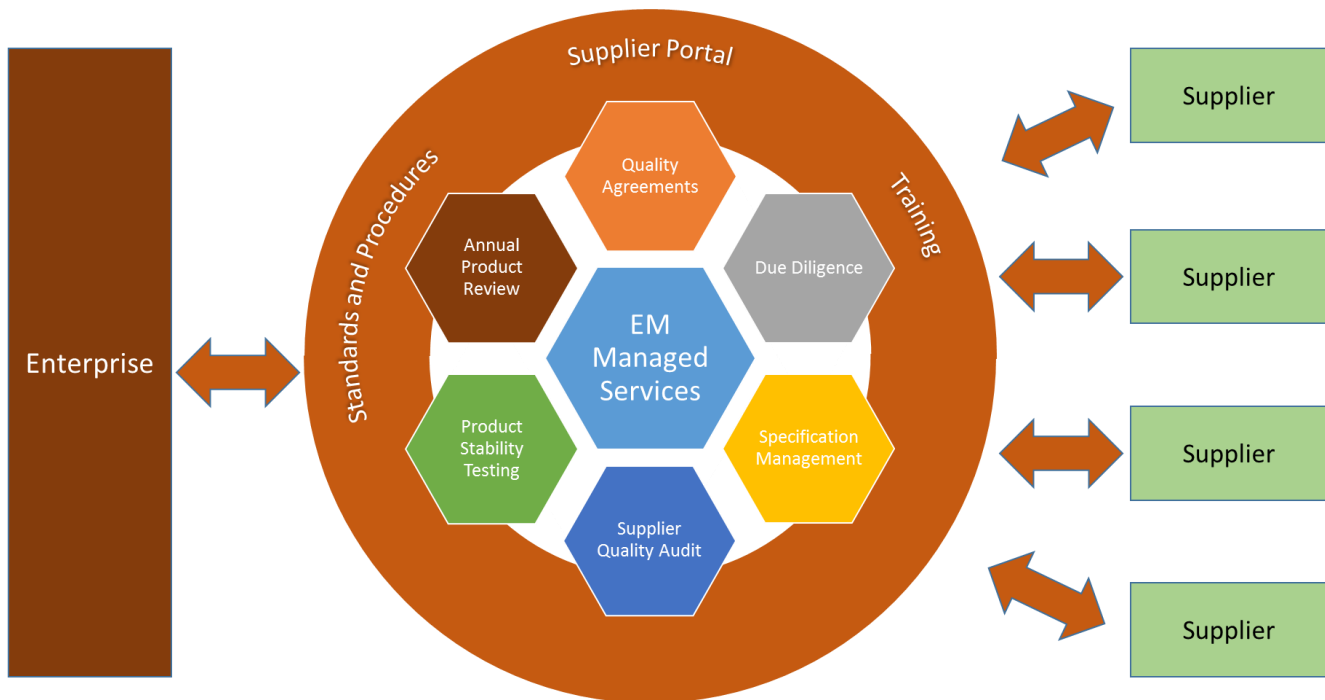 Enterprise
Standards and Procedures
Supplier Portal
Training
Quality
Agreements
Annual
Product
Review
Due Diligence
EM
Managed
Services
Product
Stability
Testing
Specification
Management
Supplier
Quality Audit
Supplier
Supplier
Supplier
Supplier